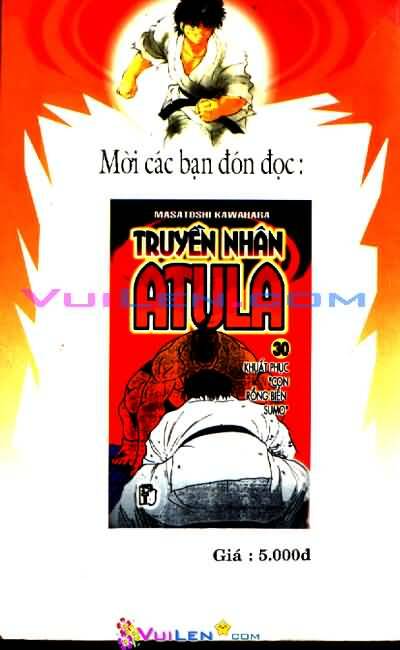 Mời các bạn đón đọc :
MASATOSHI KAWAHARA
TRUYỀN NHÂN
ATULA
VuiLen.com
30
KHUẤT PHỤC
"CON
RỒNG BIỂN
SUMO"
Giá : 5.000đ
VuiLen.com